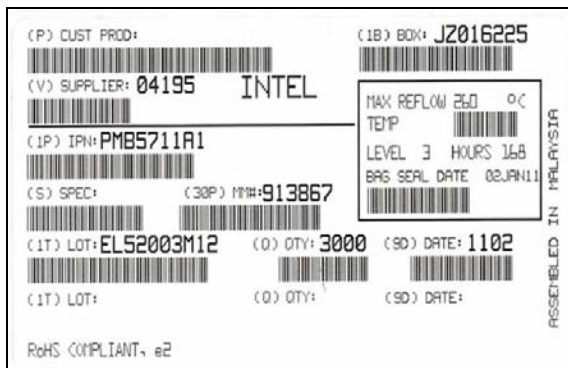 (P) CUST PROD:
(1B) BOX: JZ016225
(V) SUPPLIER: 04195 INTEL
MAX REFLOW 260 °C
TEMP
(1P) IPN: PMB5711A1
LEVEL 3 HOURS 168
BAG SEAL DATE 02JAN11
(S) SPEC: (30P) MM#: 913867
(1T) LOT: EL52003M12 (Q) QTY: 3000 (9D) DATE: 1102
(1T) LOT: (Q) QTY: (9D) DATE:
ASSEMBLED IN MALAYSIA
RoHS COMPLIANT, e2